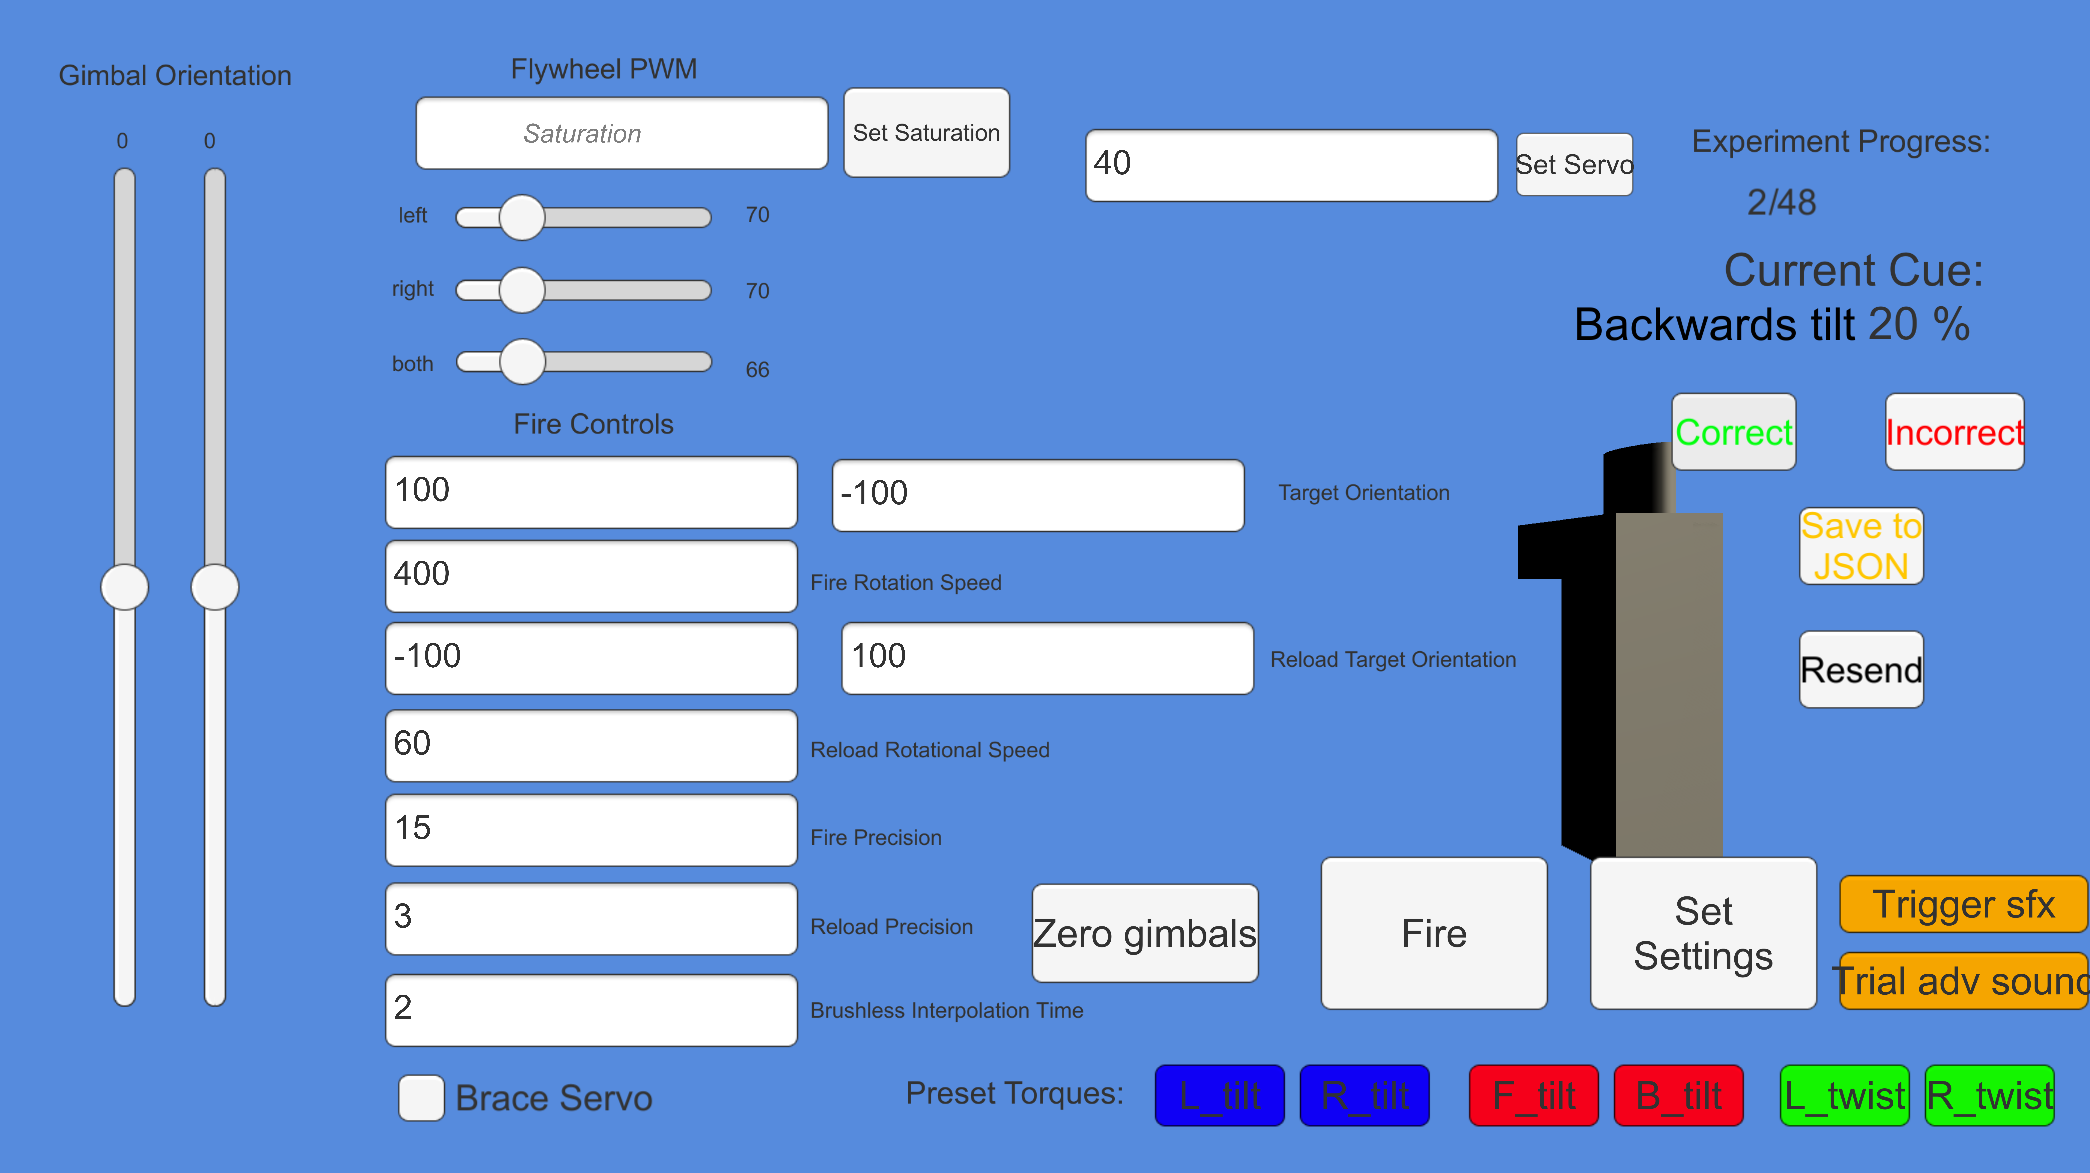 Gimbal Orientation
0 0
Flywheel PWM
Saturation
Set Saturation
left 70
right 70
both 66
40
Set Servo
Experiment Progress:
2/48
Current Cue:
Backwards tilt 20 %
Correct
Incorrect
Save to
JSON
Resend
Fire Controls
100 -100 Target Orientation
400 Fire Rotation Speed
-100 100 Reload Target Orientation
60 Reload Rotational Speed
15 Fire Precision
3 Reload Precision
2 Brushless Interpolation Time
Zero gimbals
Fire
Set
Settings
Trigger sfx
Trial adv sound
Brace Servo
Preset Torques: L_tilt R_tilt F_tilt B_tilt L_twist R_twist